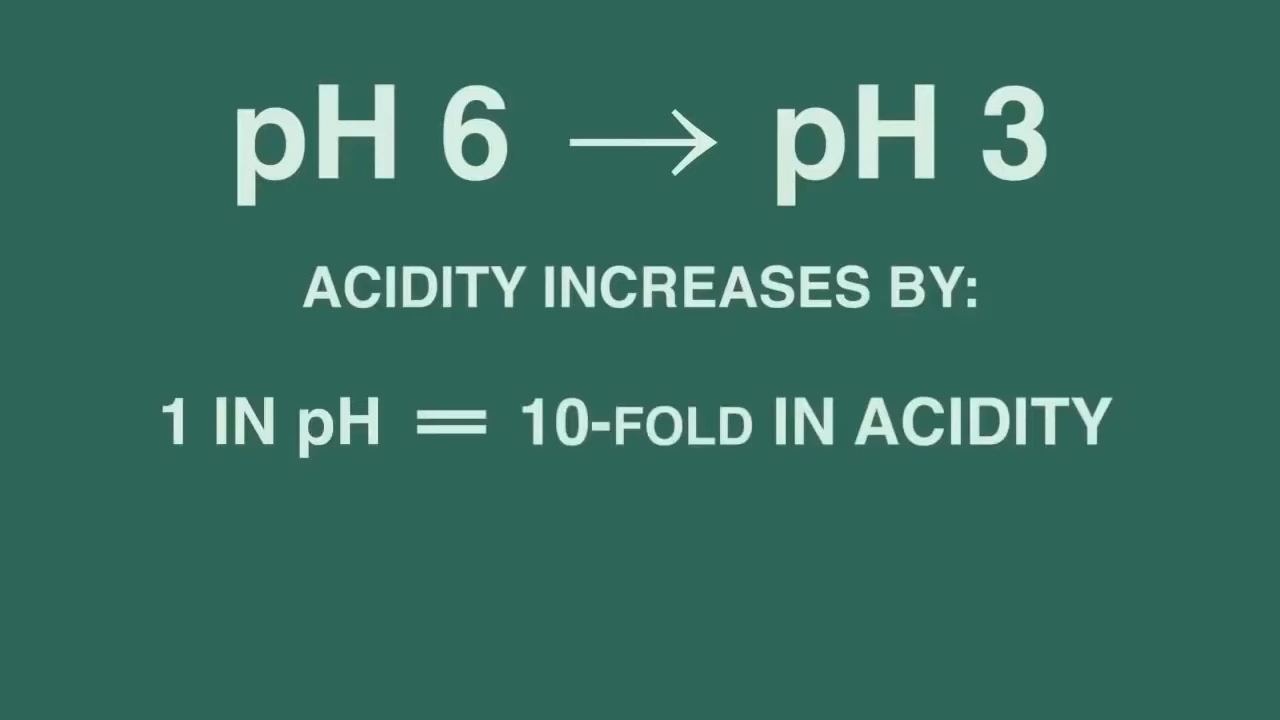 pH 6 → pH 3
ACIDITY INCREASES BY:
1 IN pH = 10-FOLD IN ACIDITY